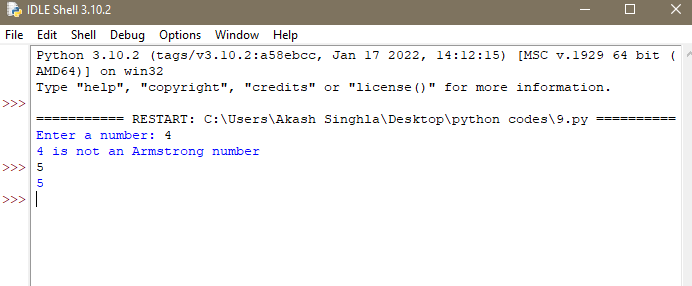 IDLE Shell 3.10.2
File Edit Shell Debug Options Window Help
Python 3.10.2 (tags/v3.10.2:a58ebcc, Jan 17 2022, 14:12:15) [MSC v.1929 64 bit (
AMD64)] on win32
Type "help", "copyright", "credits" or "license()" for more information.
>>>
=========== RESTART: C:\Users\Akash Singhla\Desktop\python codes\9.py ==========
Enter a number: 4
4 is not an Armstrong number
>>> 5
5
>>>